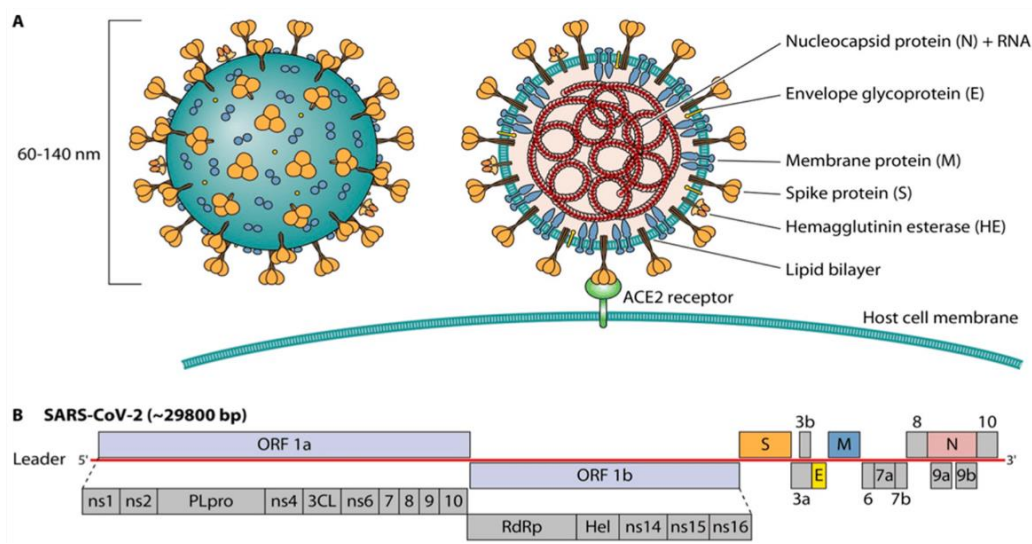 A
60-140 nm
Nucleocapsid protein (N) + RNA
Envelope glycoprotein (E)
Membrane protein (M)
Spike protein (S)
Hemagglutinin esterase (HE)
Lipid bilayer
ACE2 receptor
Host cell membrane
B SARS-CoV-2 (~29800 bp)
3b 8 10
ORF 1a S M N
Leader 5' 3'
ORF 1b E 7a 9a 9b
3a 6 7b
ns1 ns2 PLpro ns4 3CL ns6 7 8 9 10
RdRp Hel ns14 ns15 ns16